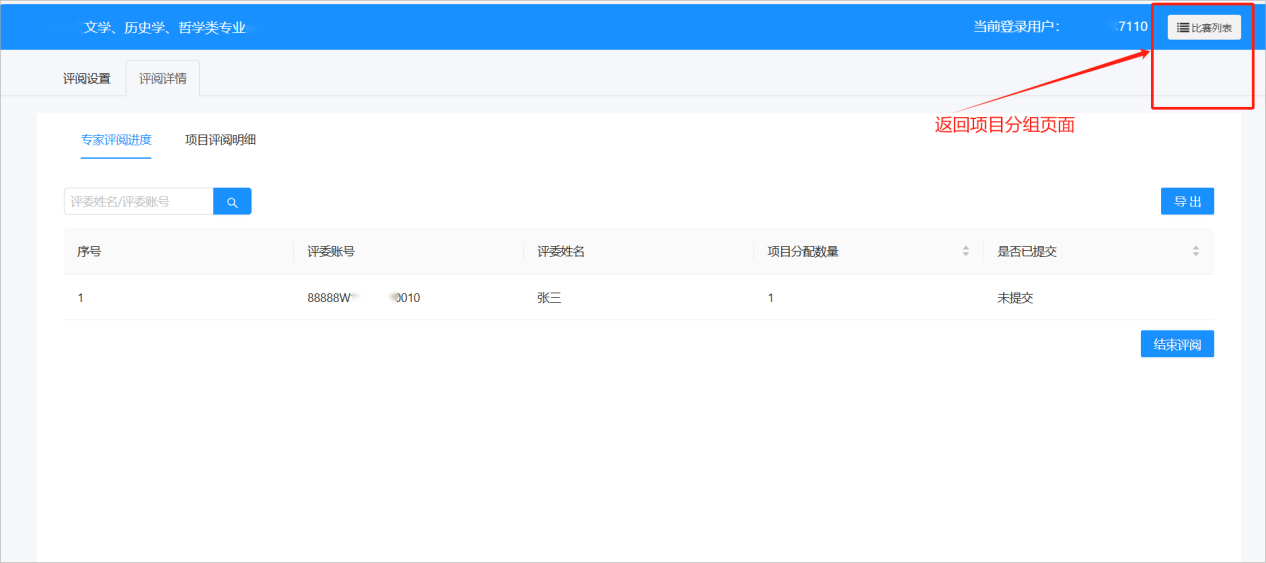 文学、历史学、哲学类专业
当前登录用户： 7110
比赛列表
评阅设置 评阅详情
返回项目分组页面
专家评阅进度 项目评阅明细
评委姓名/评委账号
导 出
序号 评委账号 评委姓名 项目分配数量 是否已提交
1 88888W 0010 张三 1 未提交
结束评阅